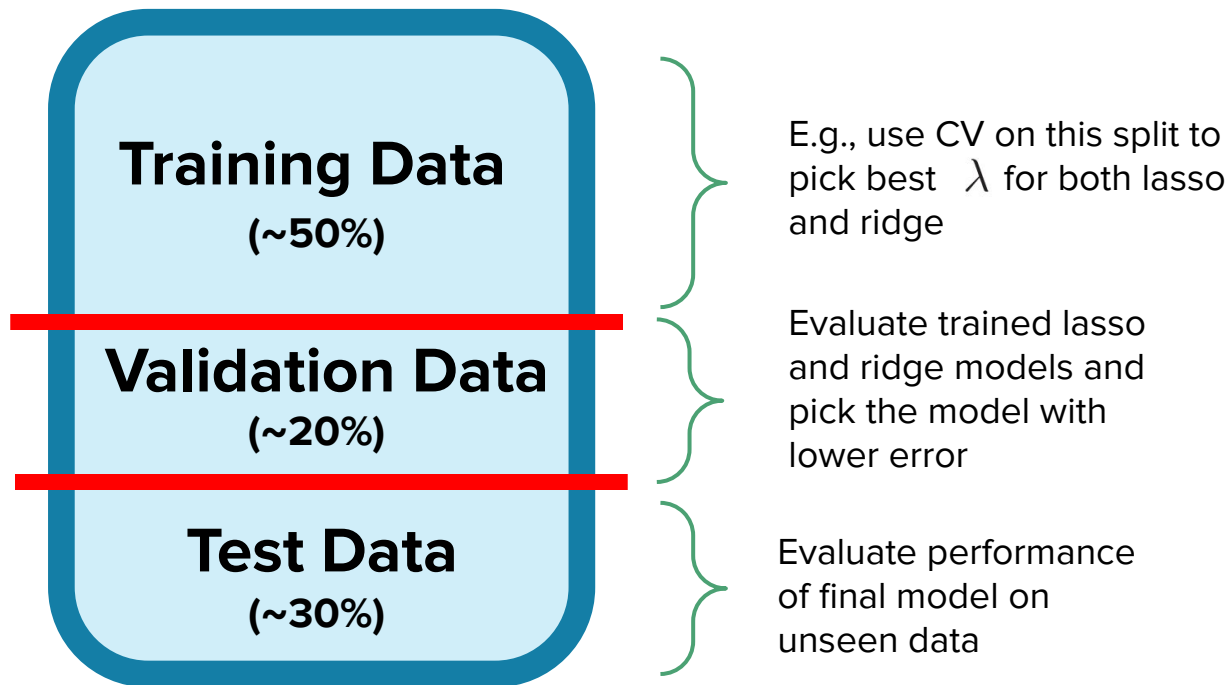 Training Data
(~50%)
E.g., use CV on this split to
pick best λ for both lasso
and ridge
Validation Data
(~20%)
Evaluate trained lasso
and ridge models and
pick the model with
lower error
Test Data
(~30%)
Evaluate performance
of final model on
unseen data